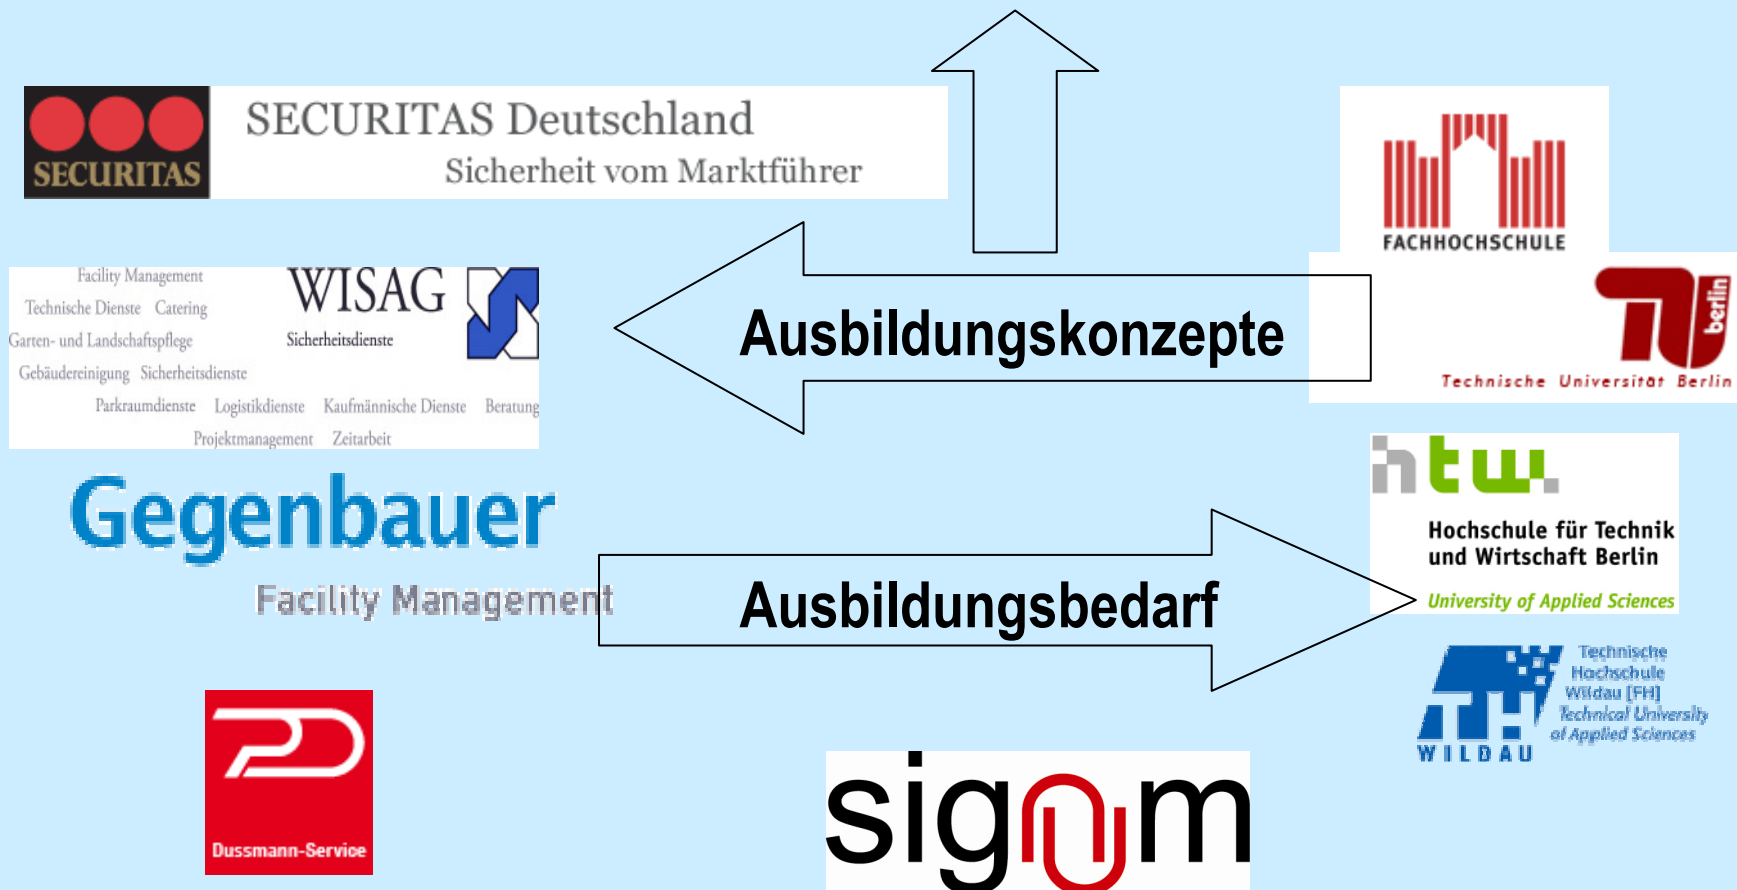 SECURITAS
SECURITAS Deutschland
Sicherheit vom Marktführer
FACHHOCHSCHULE
Facility Management
Technische Dienste Catering
Garten- und Landschaftspflege
Gebäudereinigung Sicherheitsdienste
Parkraumdienste Logistikdienste Kaufmännische Dienste Beratung
Projektmanagement Zeitarbeit
WISAG
Sicherheitsdienste
Ausbildungskonzepte
berlin
Technische Universität Berlin
Gegenbauer
Facility Management
Ausbildungsbedarf
htw.
Hochschule für Technik
und Wirtschaft Berlin
University of Applied Sciences
TH
WILDAU
Technische
Hochschule
Wildau [FH]
Technical University
of Applied Sciences
Dussmann-Service
signum